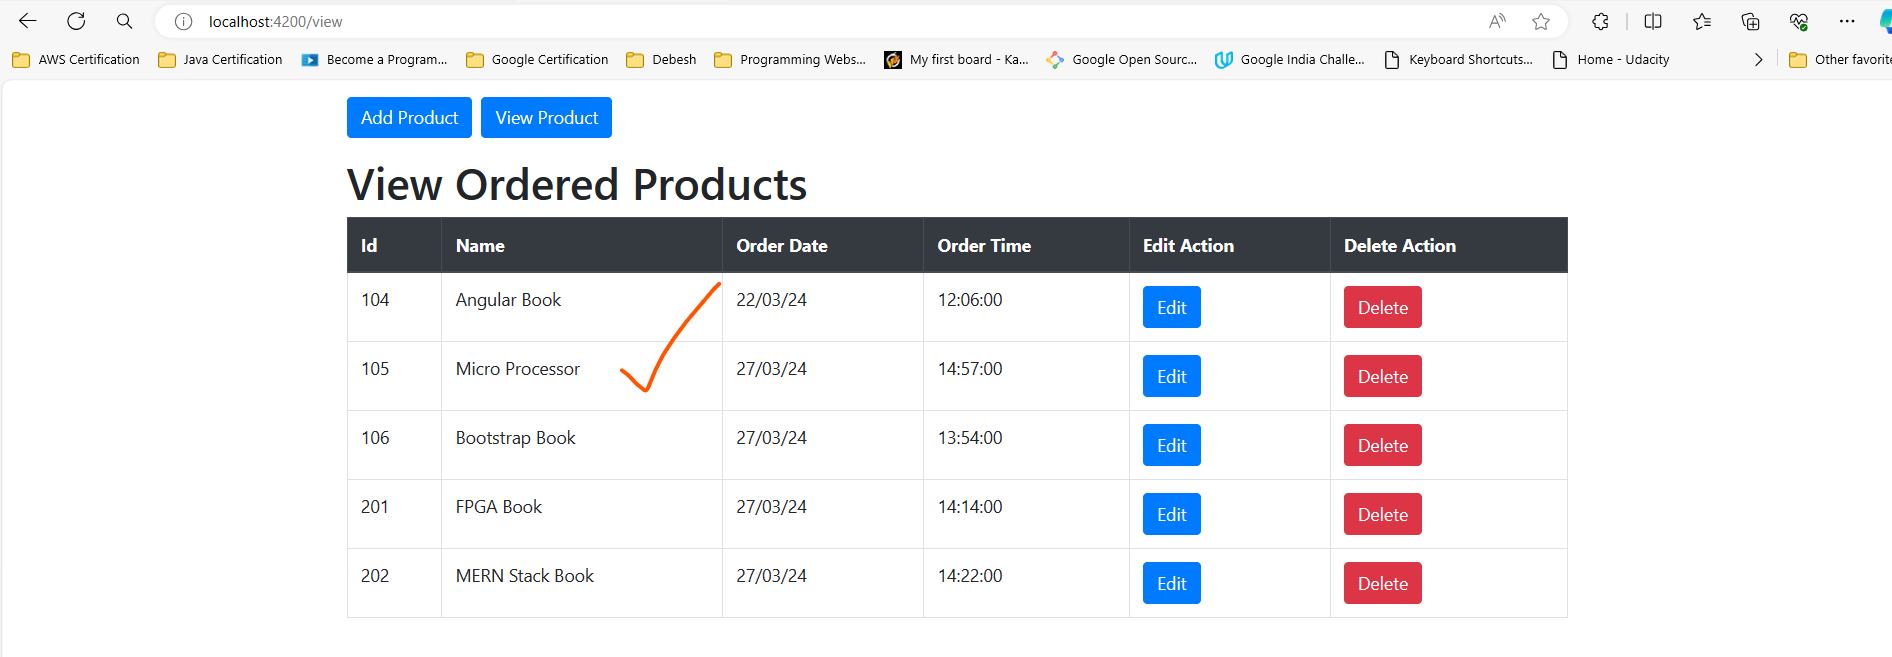 localhost:4200/view
AWS Certification Java Certification Become a Program... Google Certification Debesh Programming Webs... My first board - Ka... Google Open Sourc... Google India Challe... Keyboard Shortcuts... Home - Udacity Other favorite
Add Product View Product
View Ordered Products
Id Name Order Date Order Time Edit Action Delete Action
104 Angular Book 22/03/24 12:06:00 Edit Delete
105 Micro Processor 27/03/24 14:57:00 Edit Delete
106 Bootstrap Book 27/03/24 13:54:00 Edit Delete
201 FPGA Book 27/03/24 14:14:00 Edit Delete
202 MERN Stack Book 27/03/24 14:22:00 Edit Delete